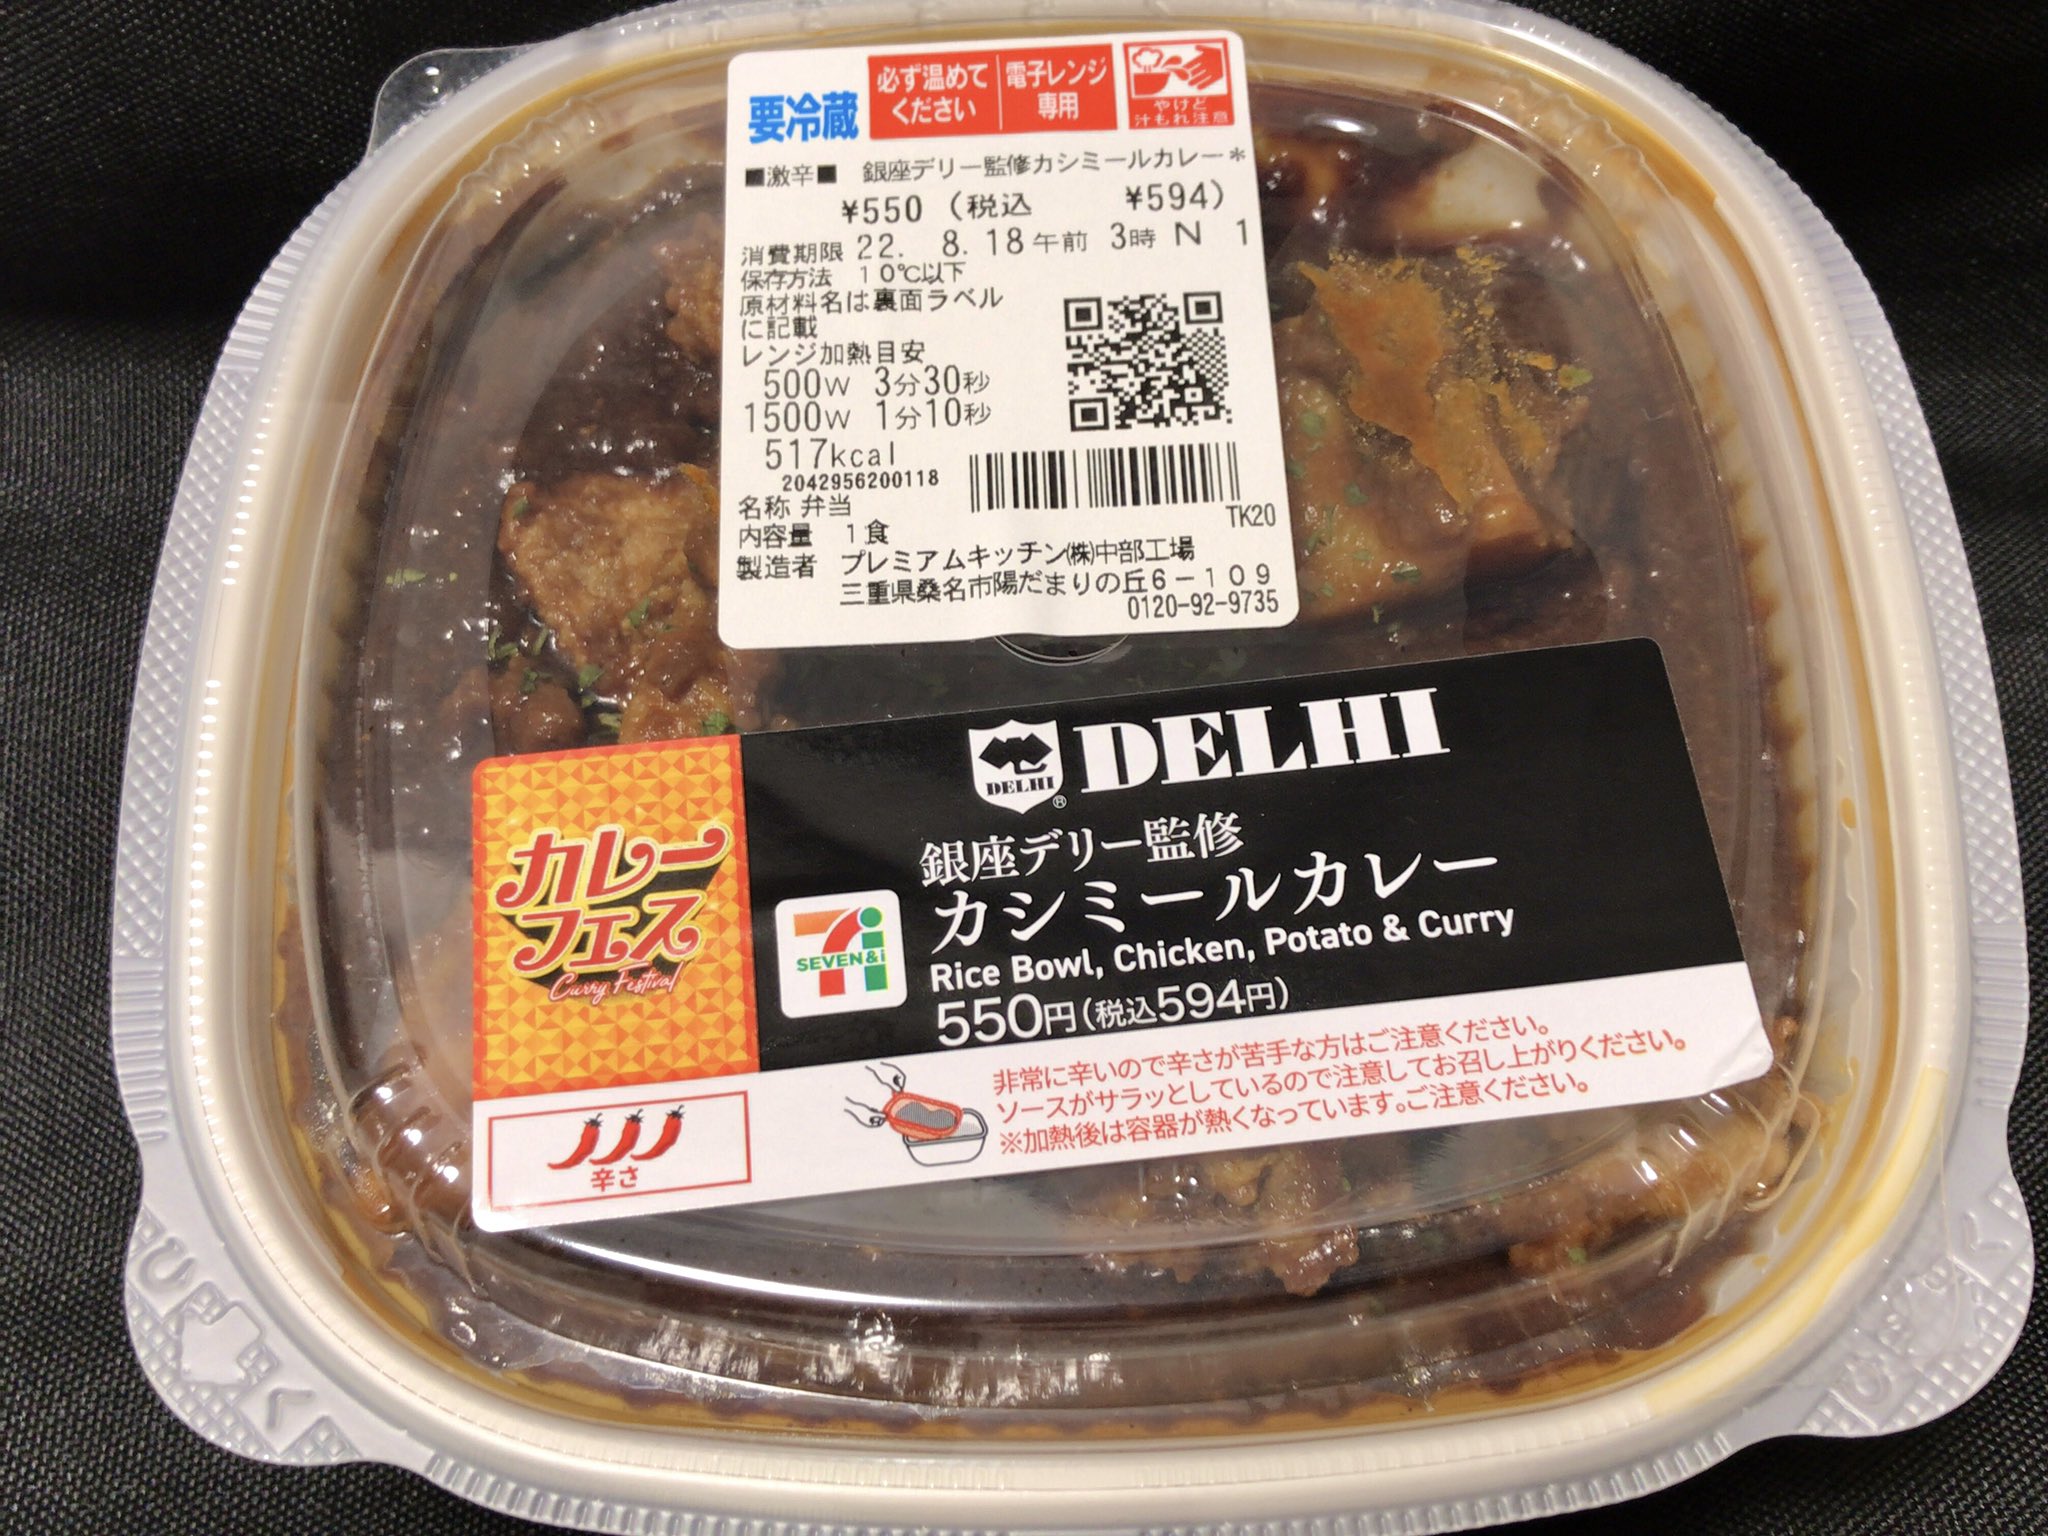 要冷蔵
必ず温めて
ください
電子レンジ
専用
やけど
汁もれ注意
■激辛■ 銀座デリー監修カシミールカレー*
¥550 (税込 ¥594)
消費期限 22. 8. 18午前 3時 N 1
保存方法 10℃以下
原材料名は裏面ラベル
に記載
レンジ加熱目安
500W 3分30秒
1500W 1分10秒
517kcal
2042956200118
TK20
名称 弁当
内容量 1食
製造者 プレミアムキッチン㈱中部工場
三重県桑名市陽だまりの丘6-109
0120-92-9735
DELHI
DELHI
®
銀座デリー監修
カシミールカレー
Rice Bowl, Chicken, Potato & Curry
550円(税込594円)
SEVEN&i
カレー
フェス
Curry Festival
辛さ
非常に辛いので辛さが苦手な方はご注意ください。
ソースがサラッとしているので注意してお召し上がりください。
※加熱後は容器が熱くなっています。ご注意ください。